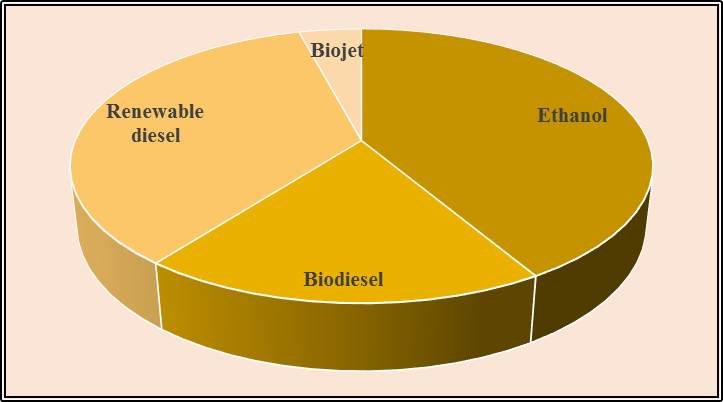 Biojet
Ethanol
Renewable
diesel
Biodiesel